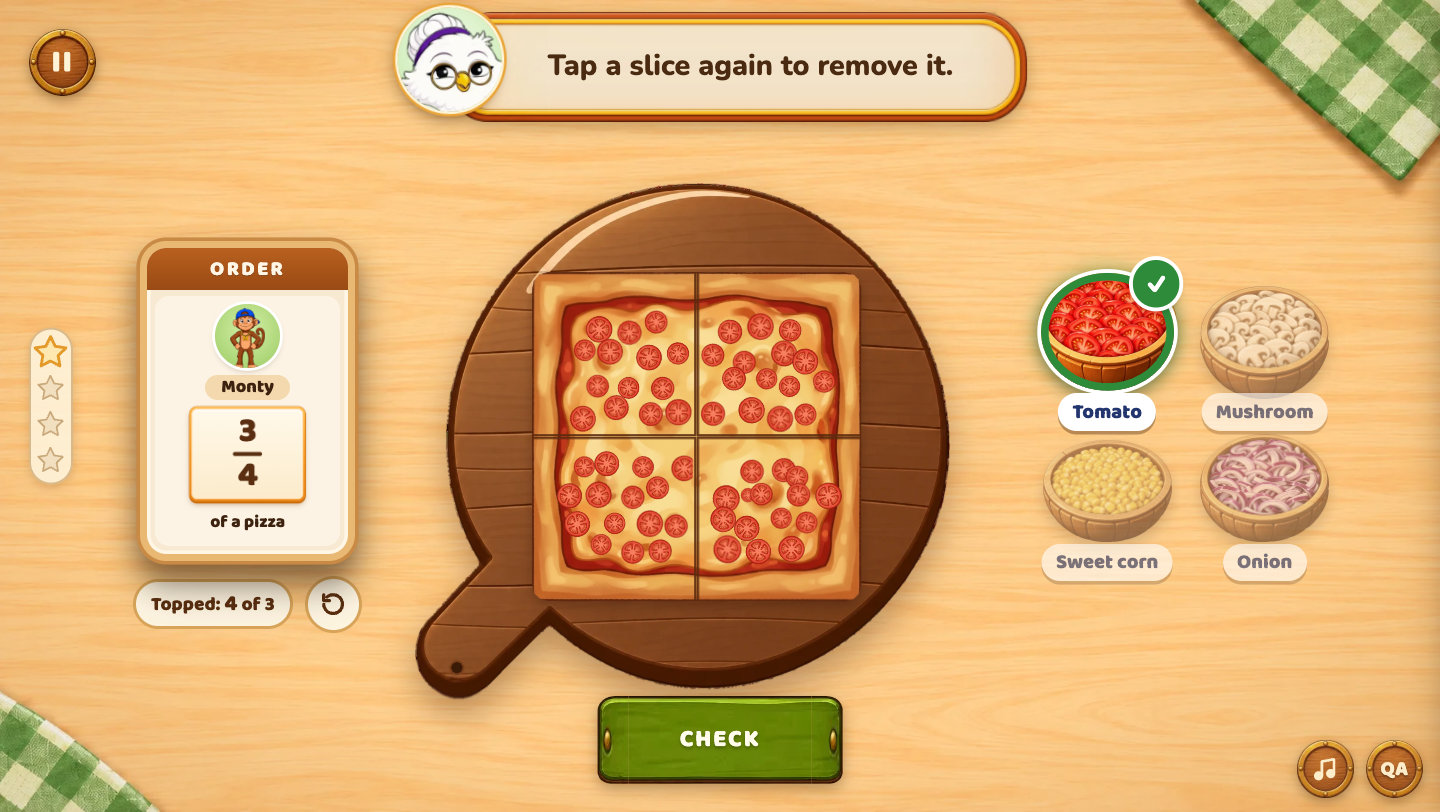 Tap a slice again to remove it.
ORDER
Monty
3
4
of a pizza
Topped: 4 of 3
Tomato
Mushroom
Sweet corn
Onion
CHECK
QA